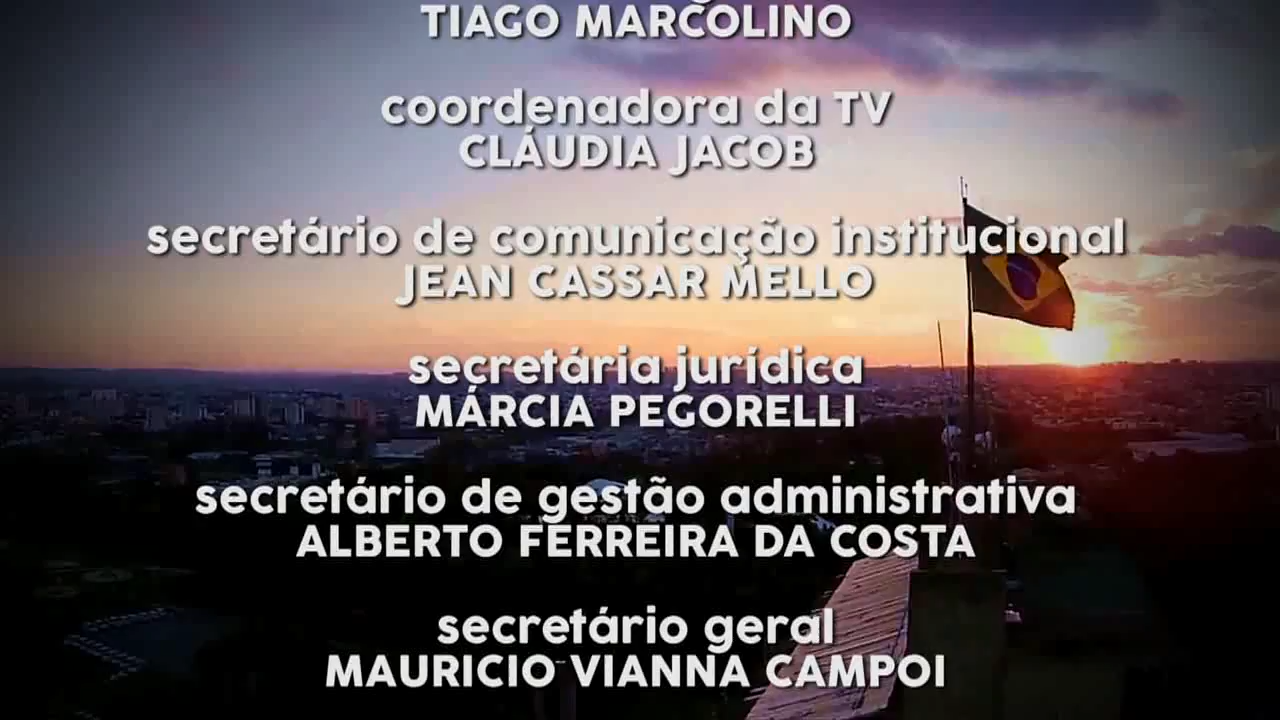 TIAGO MARCOLINO
coordenadora da TV
CLÁUDIA JACOB
secretário de comunicação institucional
JEAN CASSAR MELLO
secretária jurídica
MÁRCIA PEGORELLI
secretário de gestão administrativa
ALBERTO FERREIRA DA COSTA
secretário geral
MAURICIO VIANNA CAMPOI